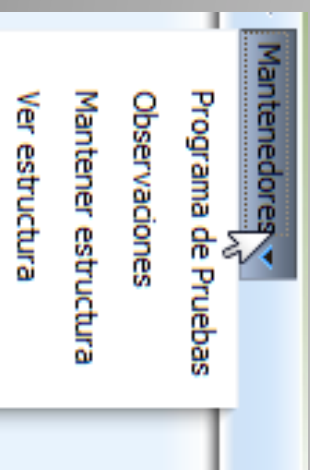 Mantenedores
Programa de Pruebas
Observaciones
Mantener estructura
Ver estructura